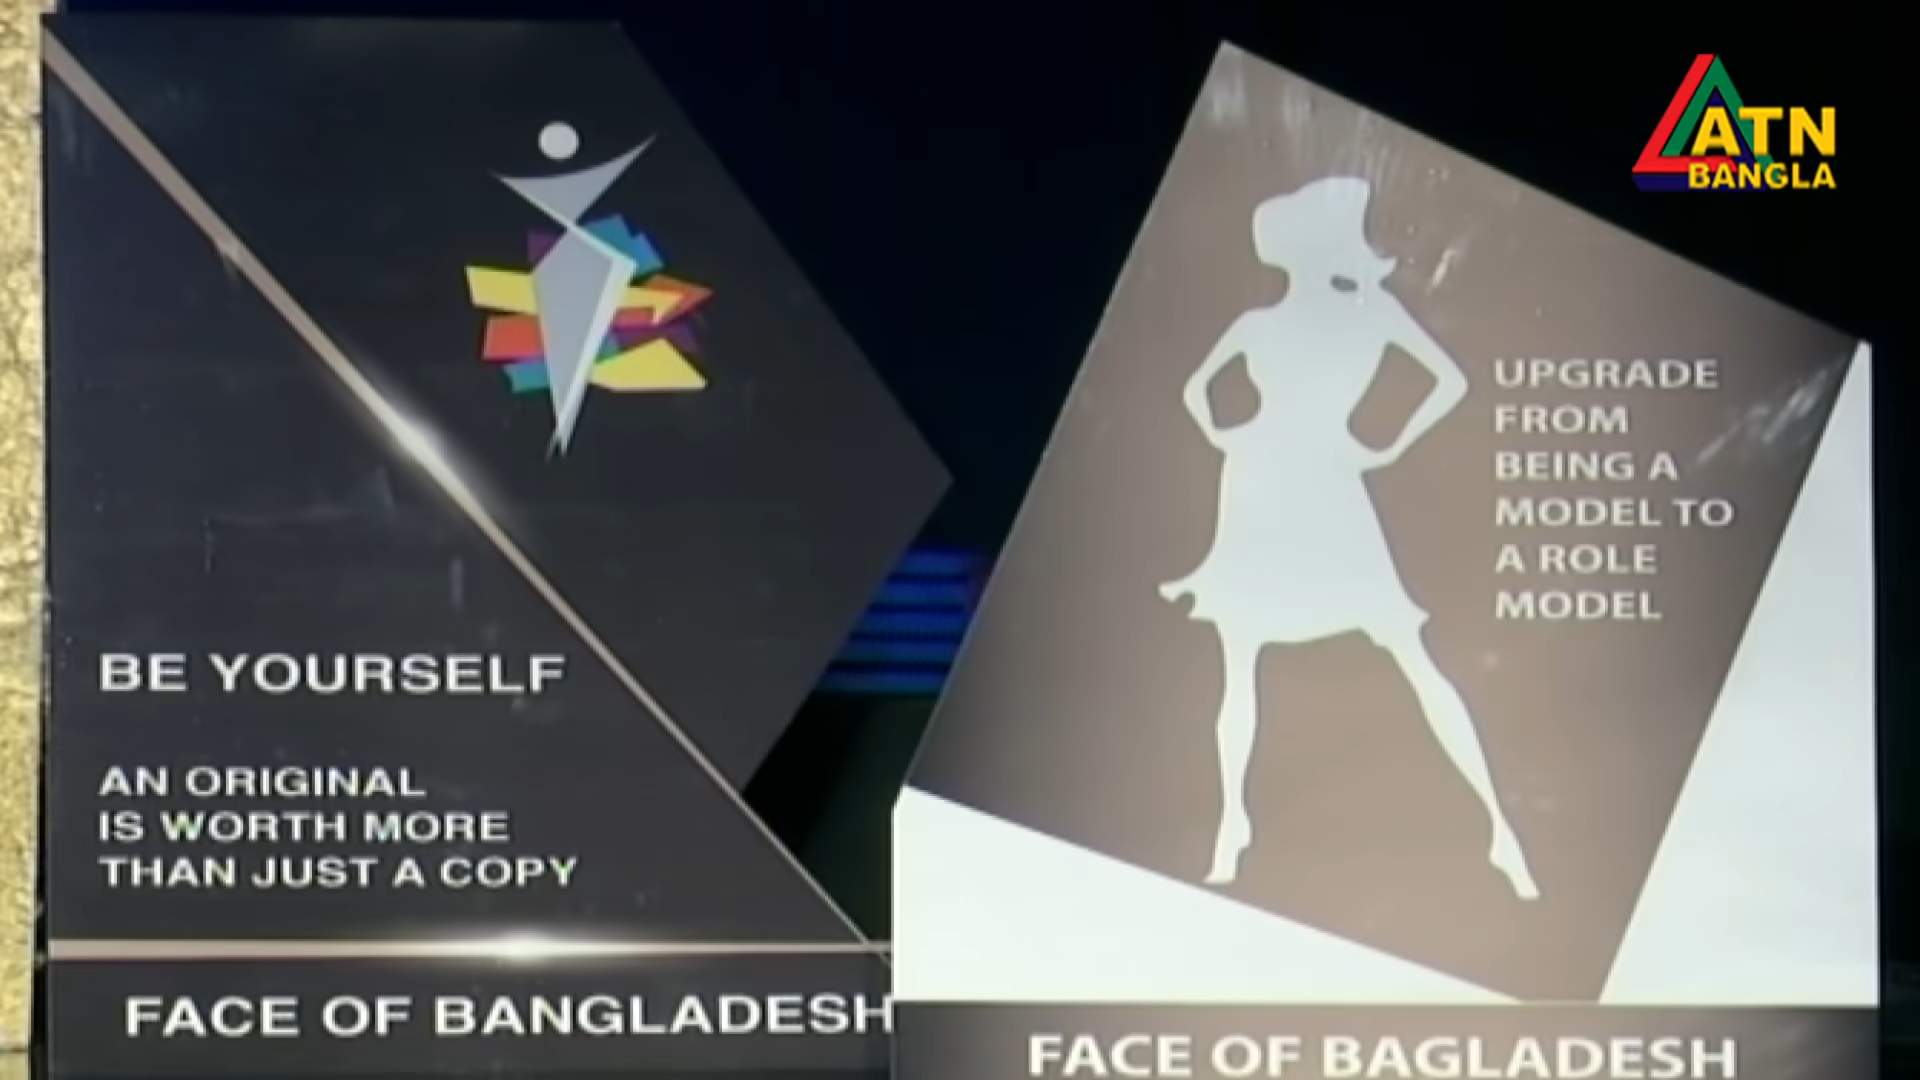 ATN
BANGLA
BE YOURSELF
AN ORIGINAL
IS WORTH MORE
THAN JUST A COPY
FACE OF BANGLADESH
UPGRADE
FROM
BEING A
MODEL TO
A ROLE
MODEL
FACE OF BAGLADESH